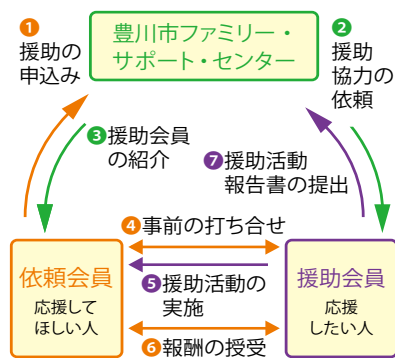 ❶
援助の
申込み
豊川市ファミリー・
サポート・センター
❷
援助
協力の
依頼
❸援助会員
の紹介
❼援助活動
報告書の提出
❹事前の打ち合せ
依頼会員
応援して
ほしい人
❺援助活動の
実施
援助会員
応援
したい人
❻報酬の授受